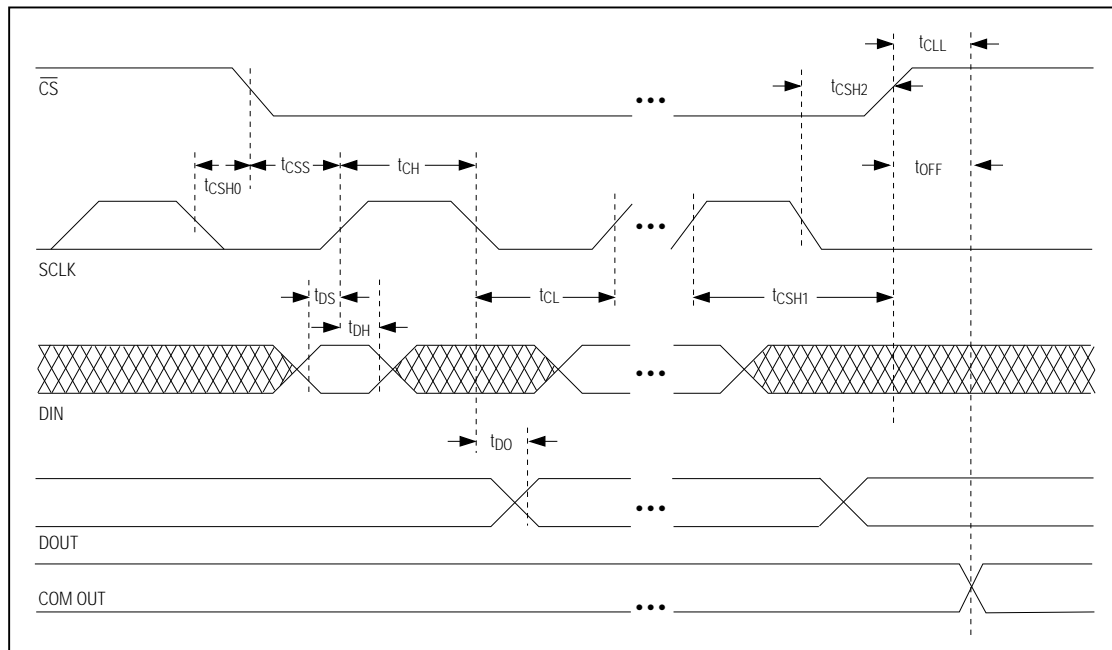 tCLL
CS
tCSH2
tCSS
tCH
tOFF
tCSH0
SCLK
tDS
tCL
tCSH1
tDH
DIN
tDO
DOUT
COM OUT